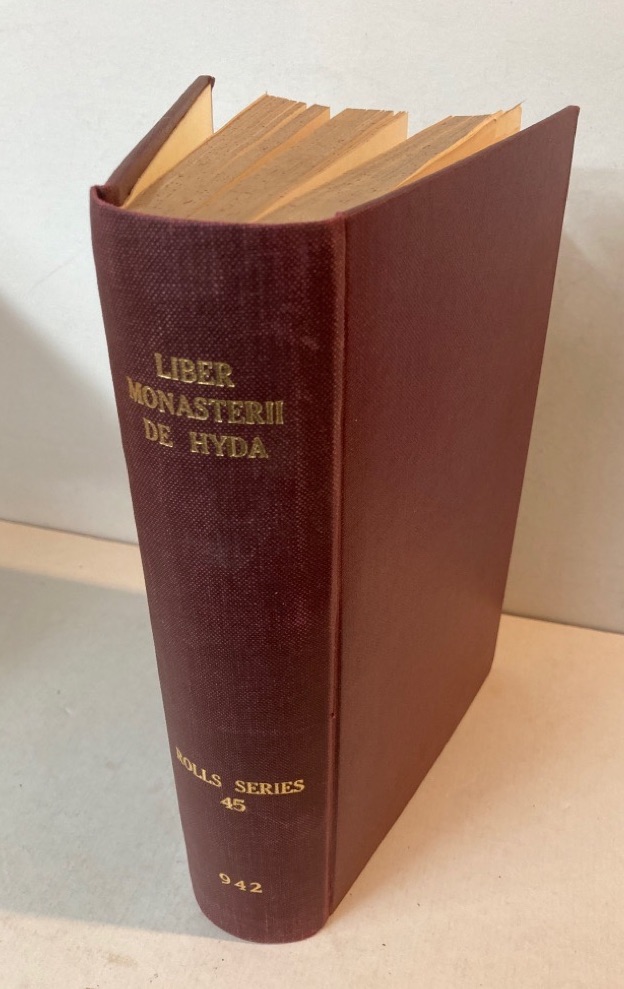 LIBER
MONASTERII
DE HYDA
ROLLS SERIES
45
942